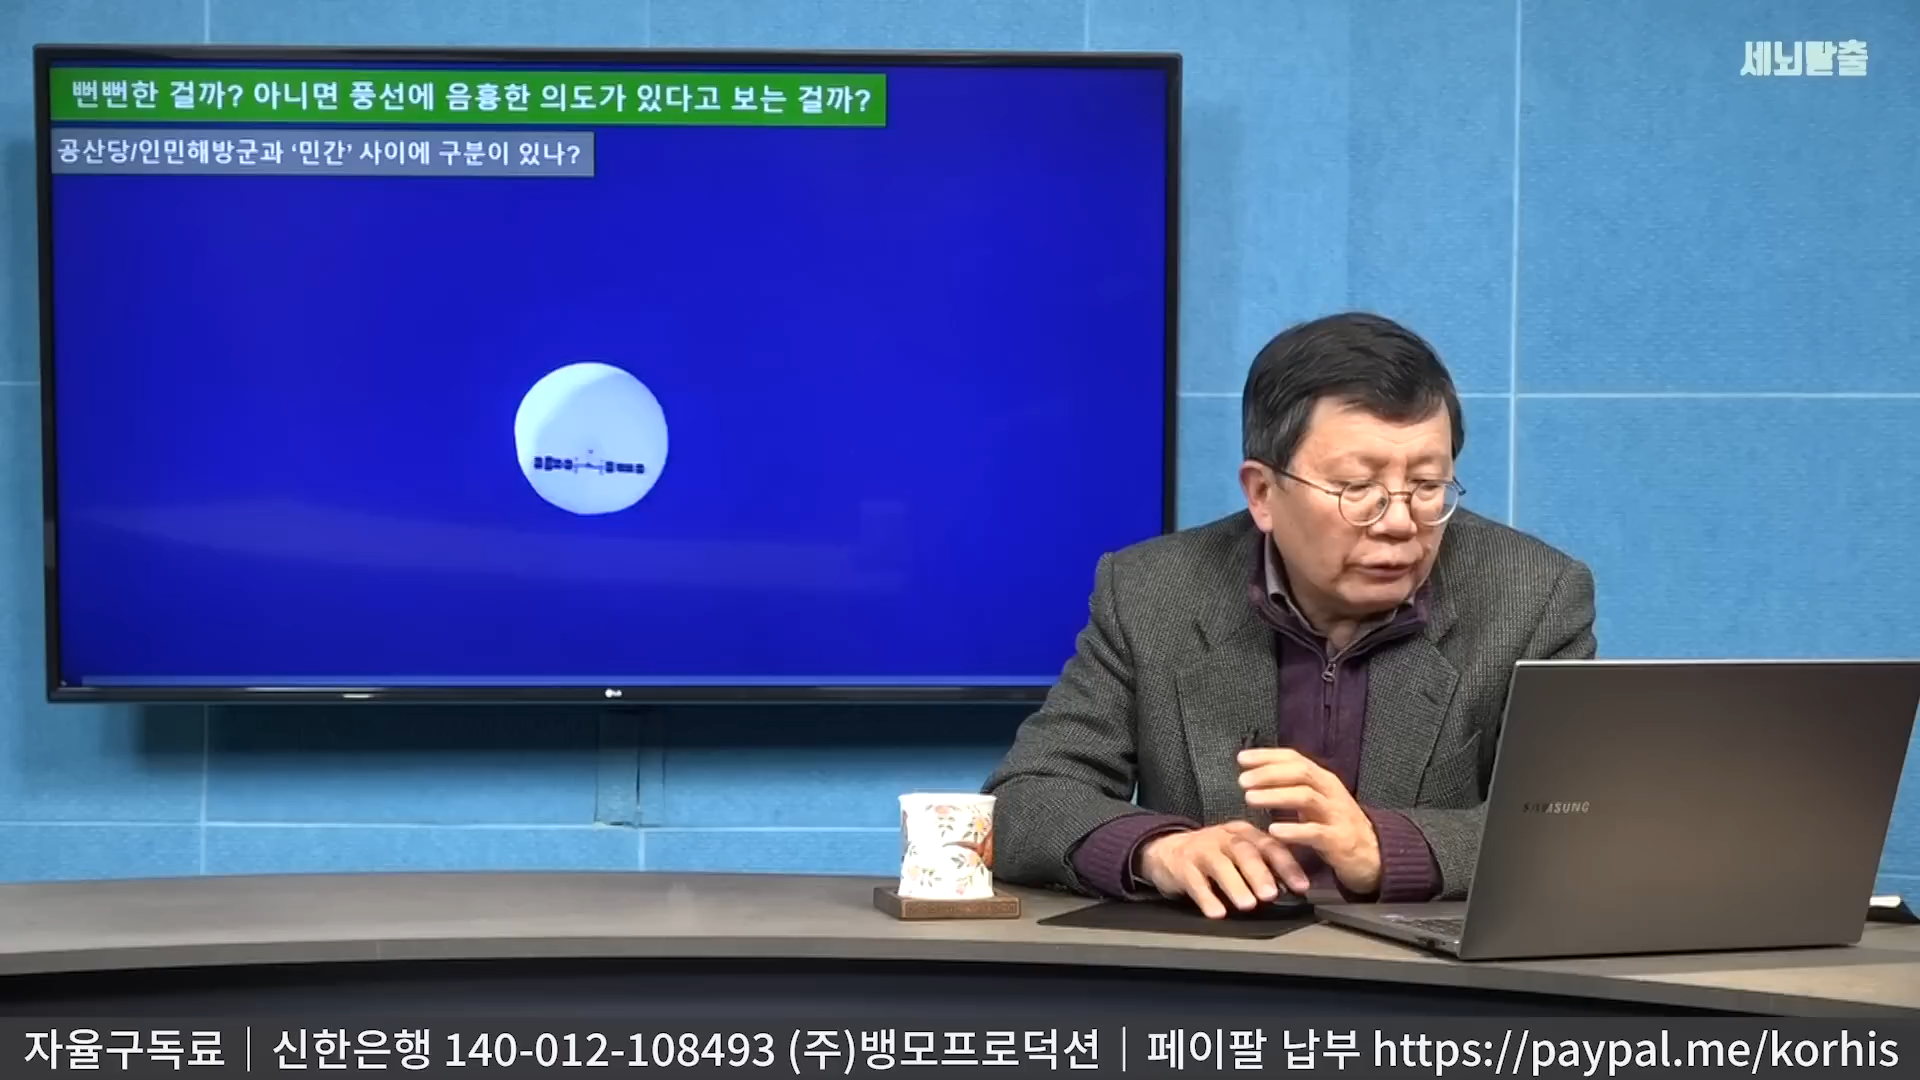 세뇌탈출
뻔뻔한 걸까? 아니면 풍선에 음흉한 의도가 있다고 보는 걸까?
공산당/인민해방군과 ‘민간’ 사이에 구분이 있나?
LG
SAMSUNG
자율구독료｜신한은행 140-012-108493 (주)뱅모프로덕션｜페이팔 납부 https://paypal.me/korhis